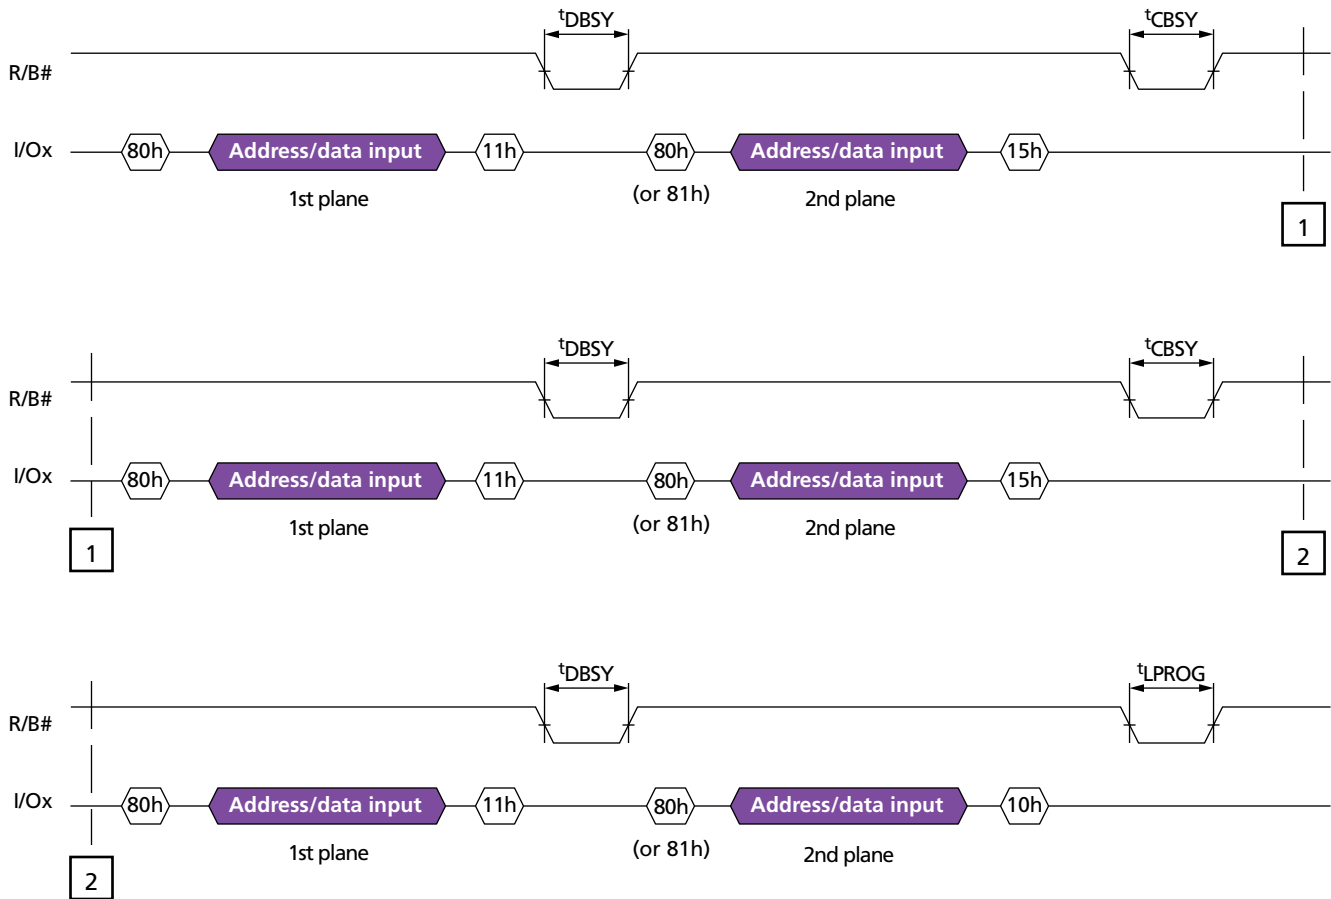 tDBSY tCBSY
R/B#
I/Ox 80h Address/data input 11h 80h Address/data input 15h
1st plane (or 81h) 2nd plane
1
tDBSY tCBSY
R/B#
I/Ox 80h Address/data input 11h 80h Address/data input 15h
1st plane (or 81h) 2nd plane
1 2
tDBSY tLPROG
R/B#
I/Ox 80h Address/data input 11h 80h Address/data input 10h
1st plane (or 81h) 2nd plane
2